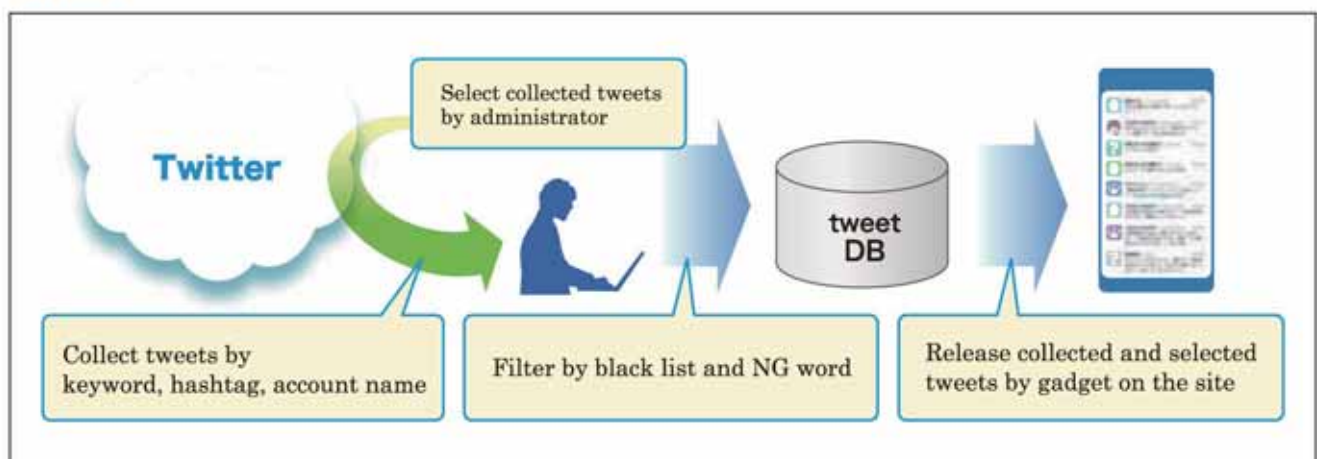 Twitter
Select collected tweets
by administrator
tweet
DB
Collect tweets by
keyword, hashtag, account name
Filter by black list and NG word
Release collected and selected
tweets by gadget on the site